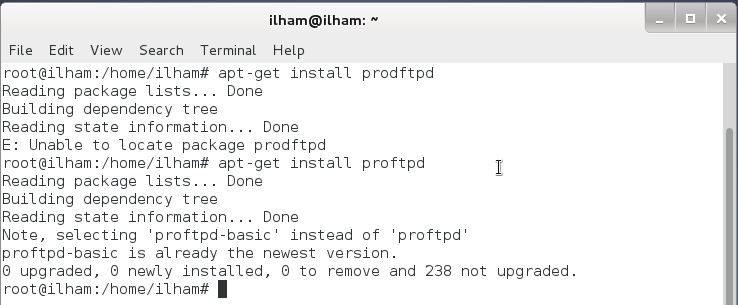 ilham@ilham: ~
File Edit View Search Terminal Help
root@ilham:/home/ilham# apt-get install prodftpd
Reading package lists... Done
Building dependency tree
Reading state information... Done
E: Unable to locate package prodftpd
root@ilham:/home/ilham# apt-get install proftpd
Reading package lists... Done
Building dependency tree
Reading state information... Done
Note, selecting 'proftpd-basic' instead of 'proftpd'
proftpd-basic is already the newest version.
0 upgraded, 0 newly installed, 0 to remove and 238 not upgraded.
root@ilham:/home/ilham#